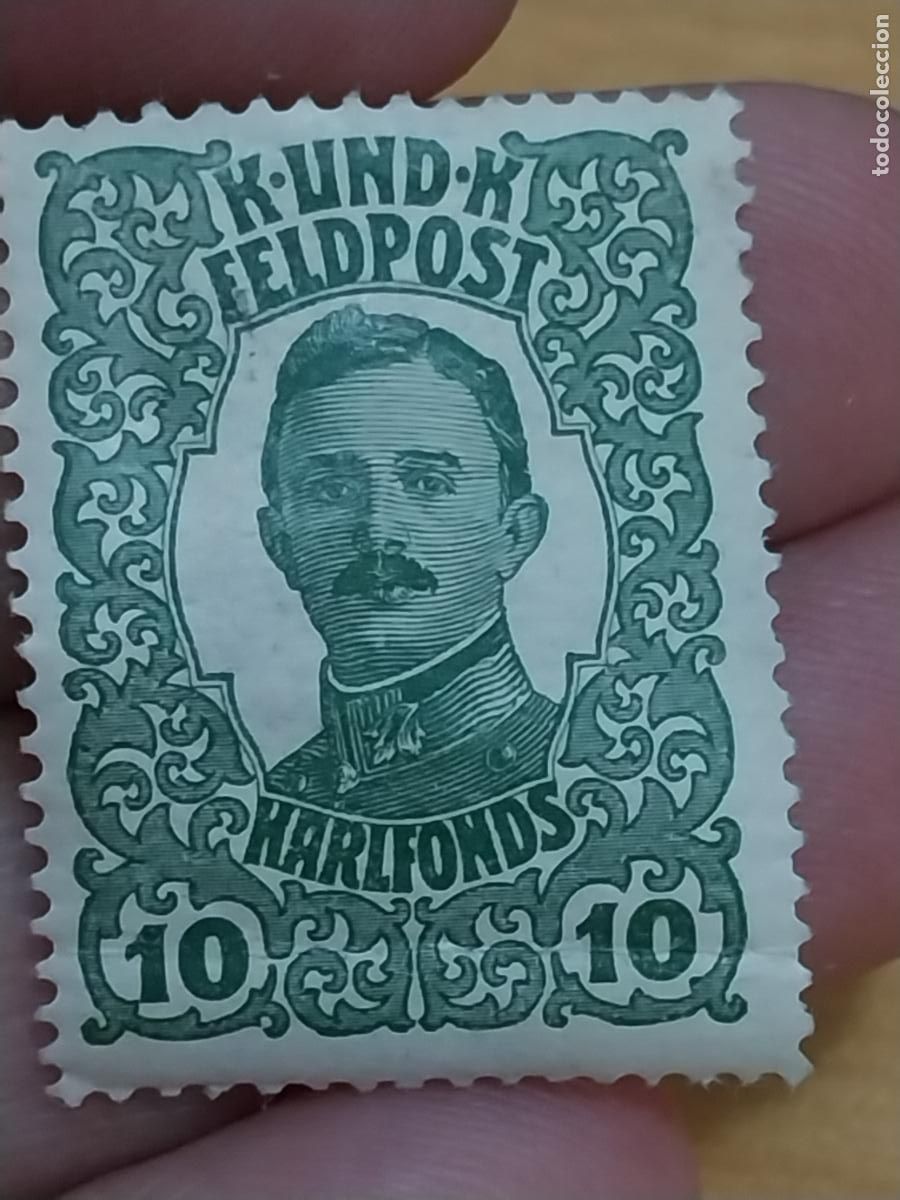 K·UND·K
FELDPOST
KARLFONDS
10 10
todocoleccion